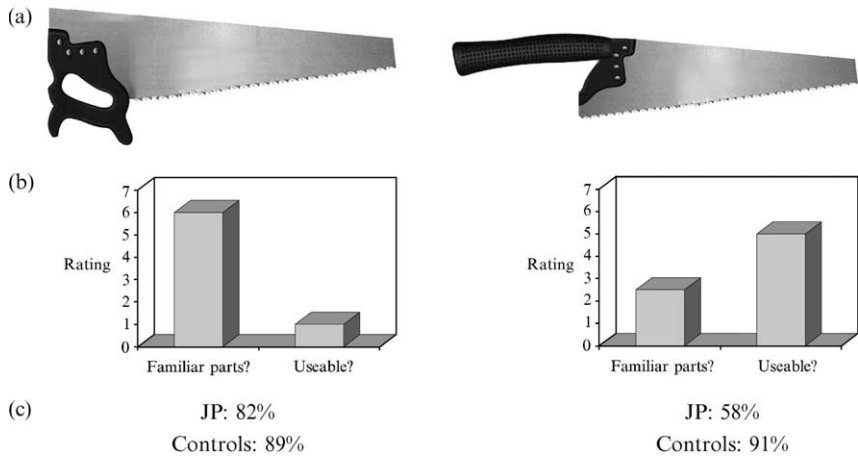 (a)
(b)
7
6
5
4
3
2
1
0
Rating
Familiar parts?
Useable?
7
6
5
4
3
2
1
0
Rating
Familiar parts?
Useable?
(c)
JP: 82%
Controls: 89%
JP: 58%
Controls: 91%